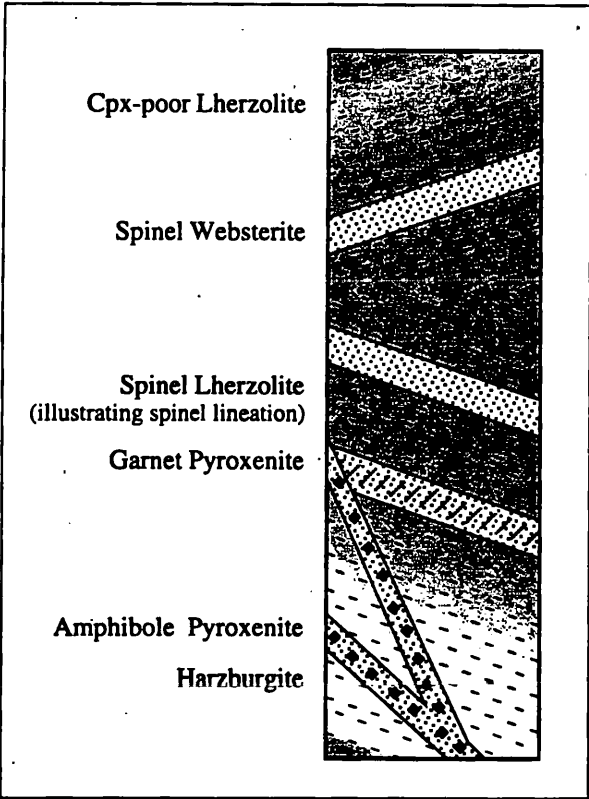 Cpx-poor Lherzolite
Spinel Websterite
Spinel Lherzolite
(illustrating spinel lineation)
Garnet Pyroxenite
Amphibole Pyroxenite
Harzburgite